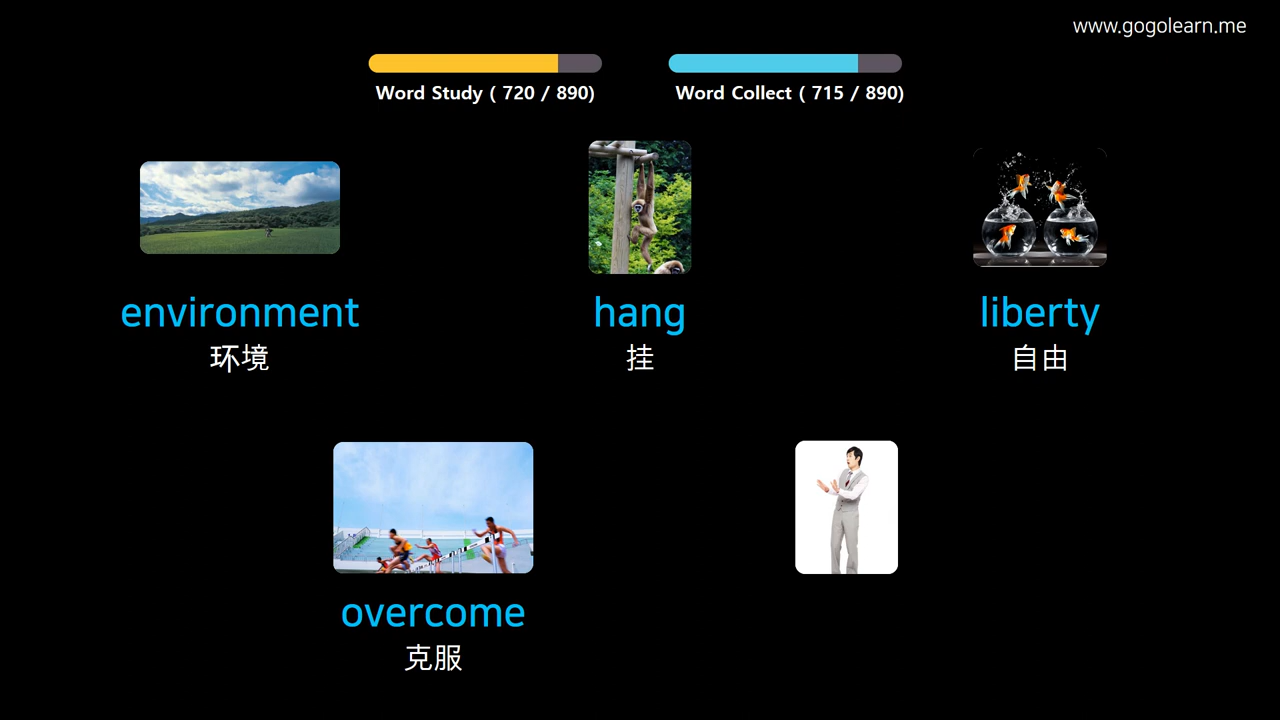 www.gogolearn.me
Word Study ( 720 / 890)
Word Collect ( 715 / 890)
environment
环境
hang
挂
liberty
自由
overcome
克服